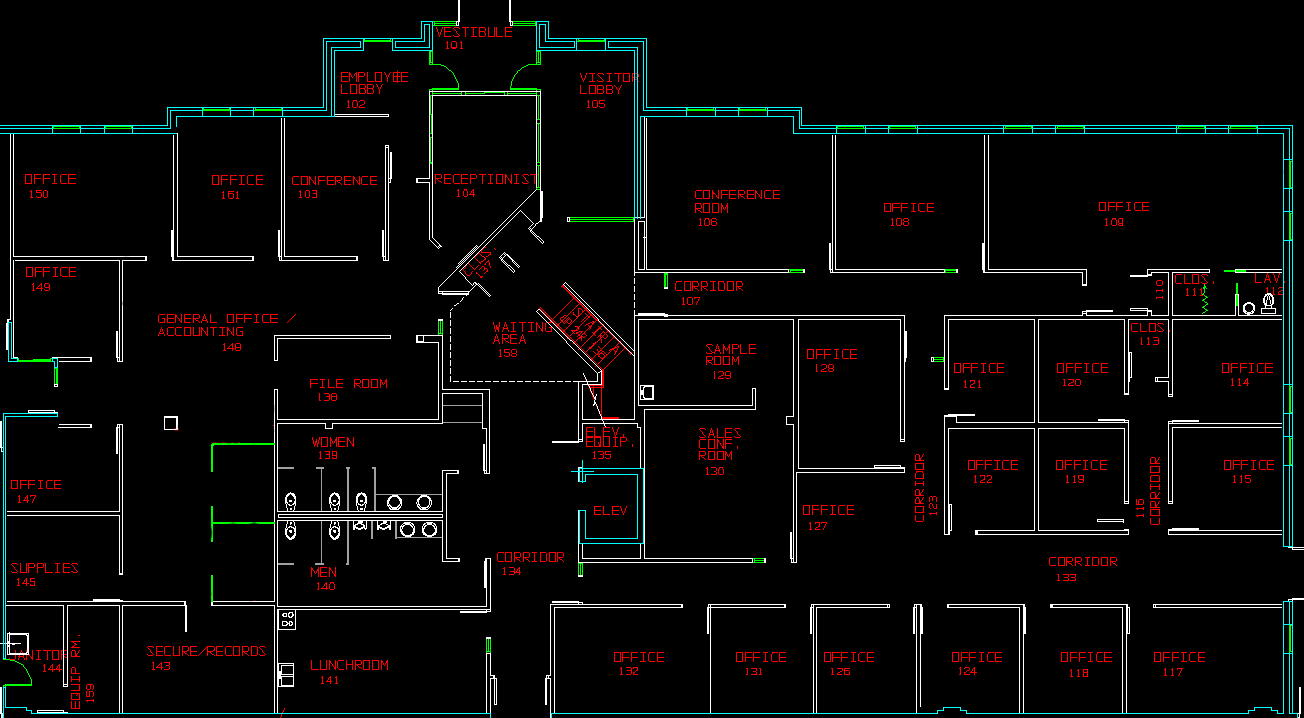 VESTIBULE
101
EMPLOYEE
LOBBY
102
VISITOR
LOBBY
105
OFFICE
150
OFFICE
161
CONFERENCE
103
RECEPTIONIST
104
CONFERENCE
ROOM
106
OFFICE
108
OFFICE
109
OFFICE
149
137
CORRIDOR
107
110
CLOS.
111
LAV.
112
GENERAL OFFICE
ACCOUNTING
149
WAITING
AREA
159
SAMPLE
ROOM
129
OFFICE
128
CLOS
113
OFFICE
121
OFFICE
120
OFFICE
114
FILE ROOM
138
WOMEN
139
ELEV.
EQUIP.
135
SALES
CONF.
ROOM
130
OFFICE
147
ELEV
OFFICE
127
CORRIDOR
123
OFFICE
122
OFFICE
119
CORRIDOR
116
OFFICE
115
SUPPLIES
145
MEN
140
CORRIDOR
134
CORRIDOR
133
JANITOR
144
EQUIP RM.
159
SECURE/RECORDS
143
LUNCHROOM
141
OFFICE
132
OFFICE
131
OFFICE
126
OFFICE
124
OFFICE
118
OFFICE
117